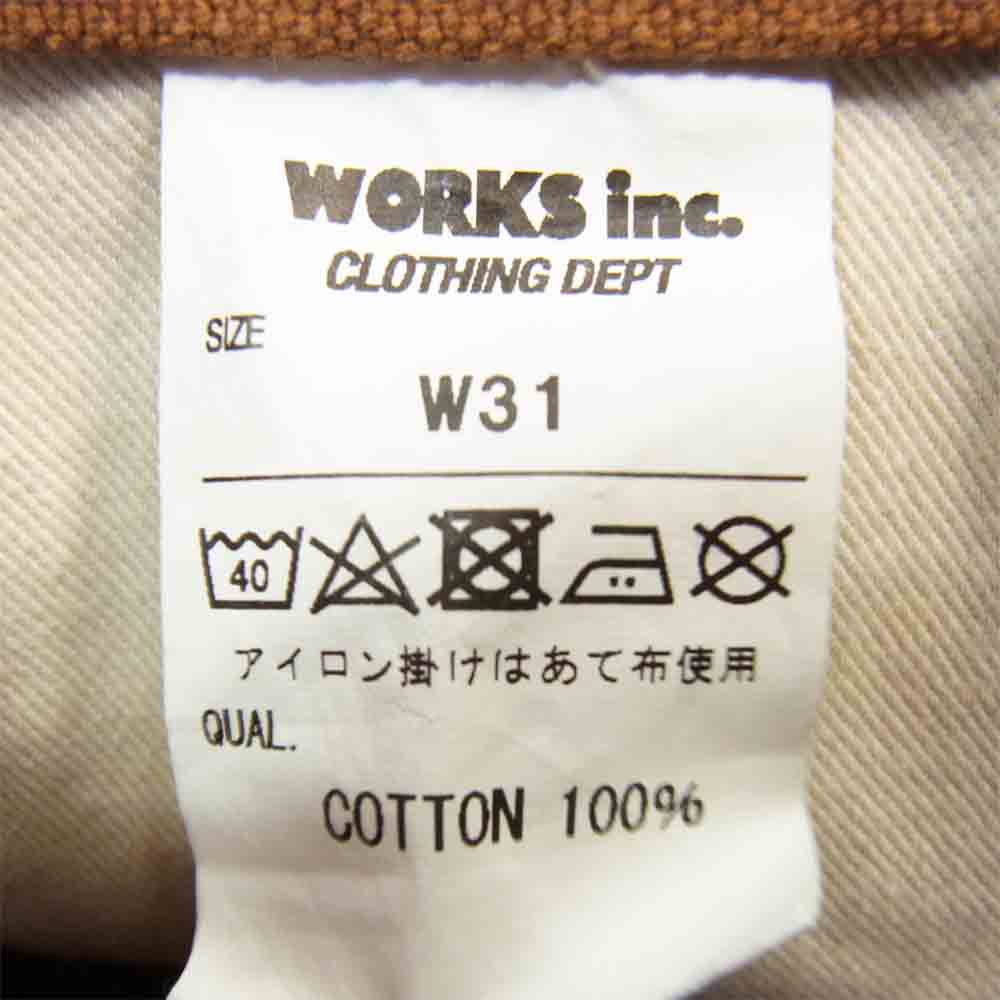 WORKS inc.
CLOTHING DEPT
SIZE
W31
40
アイロン掛けはあて布使用
QUAL.
COTTON 100%